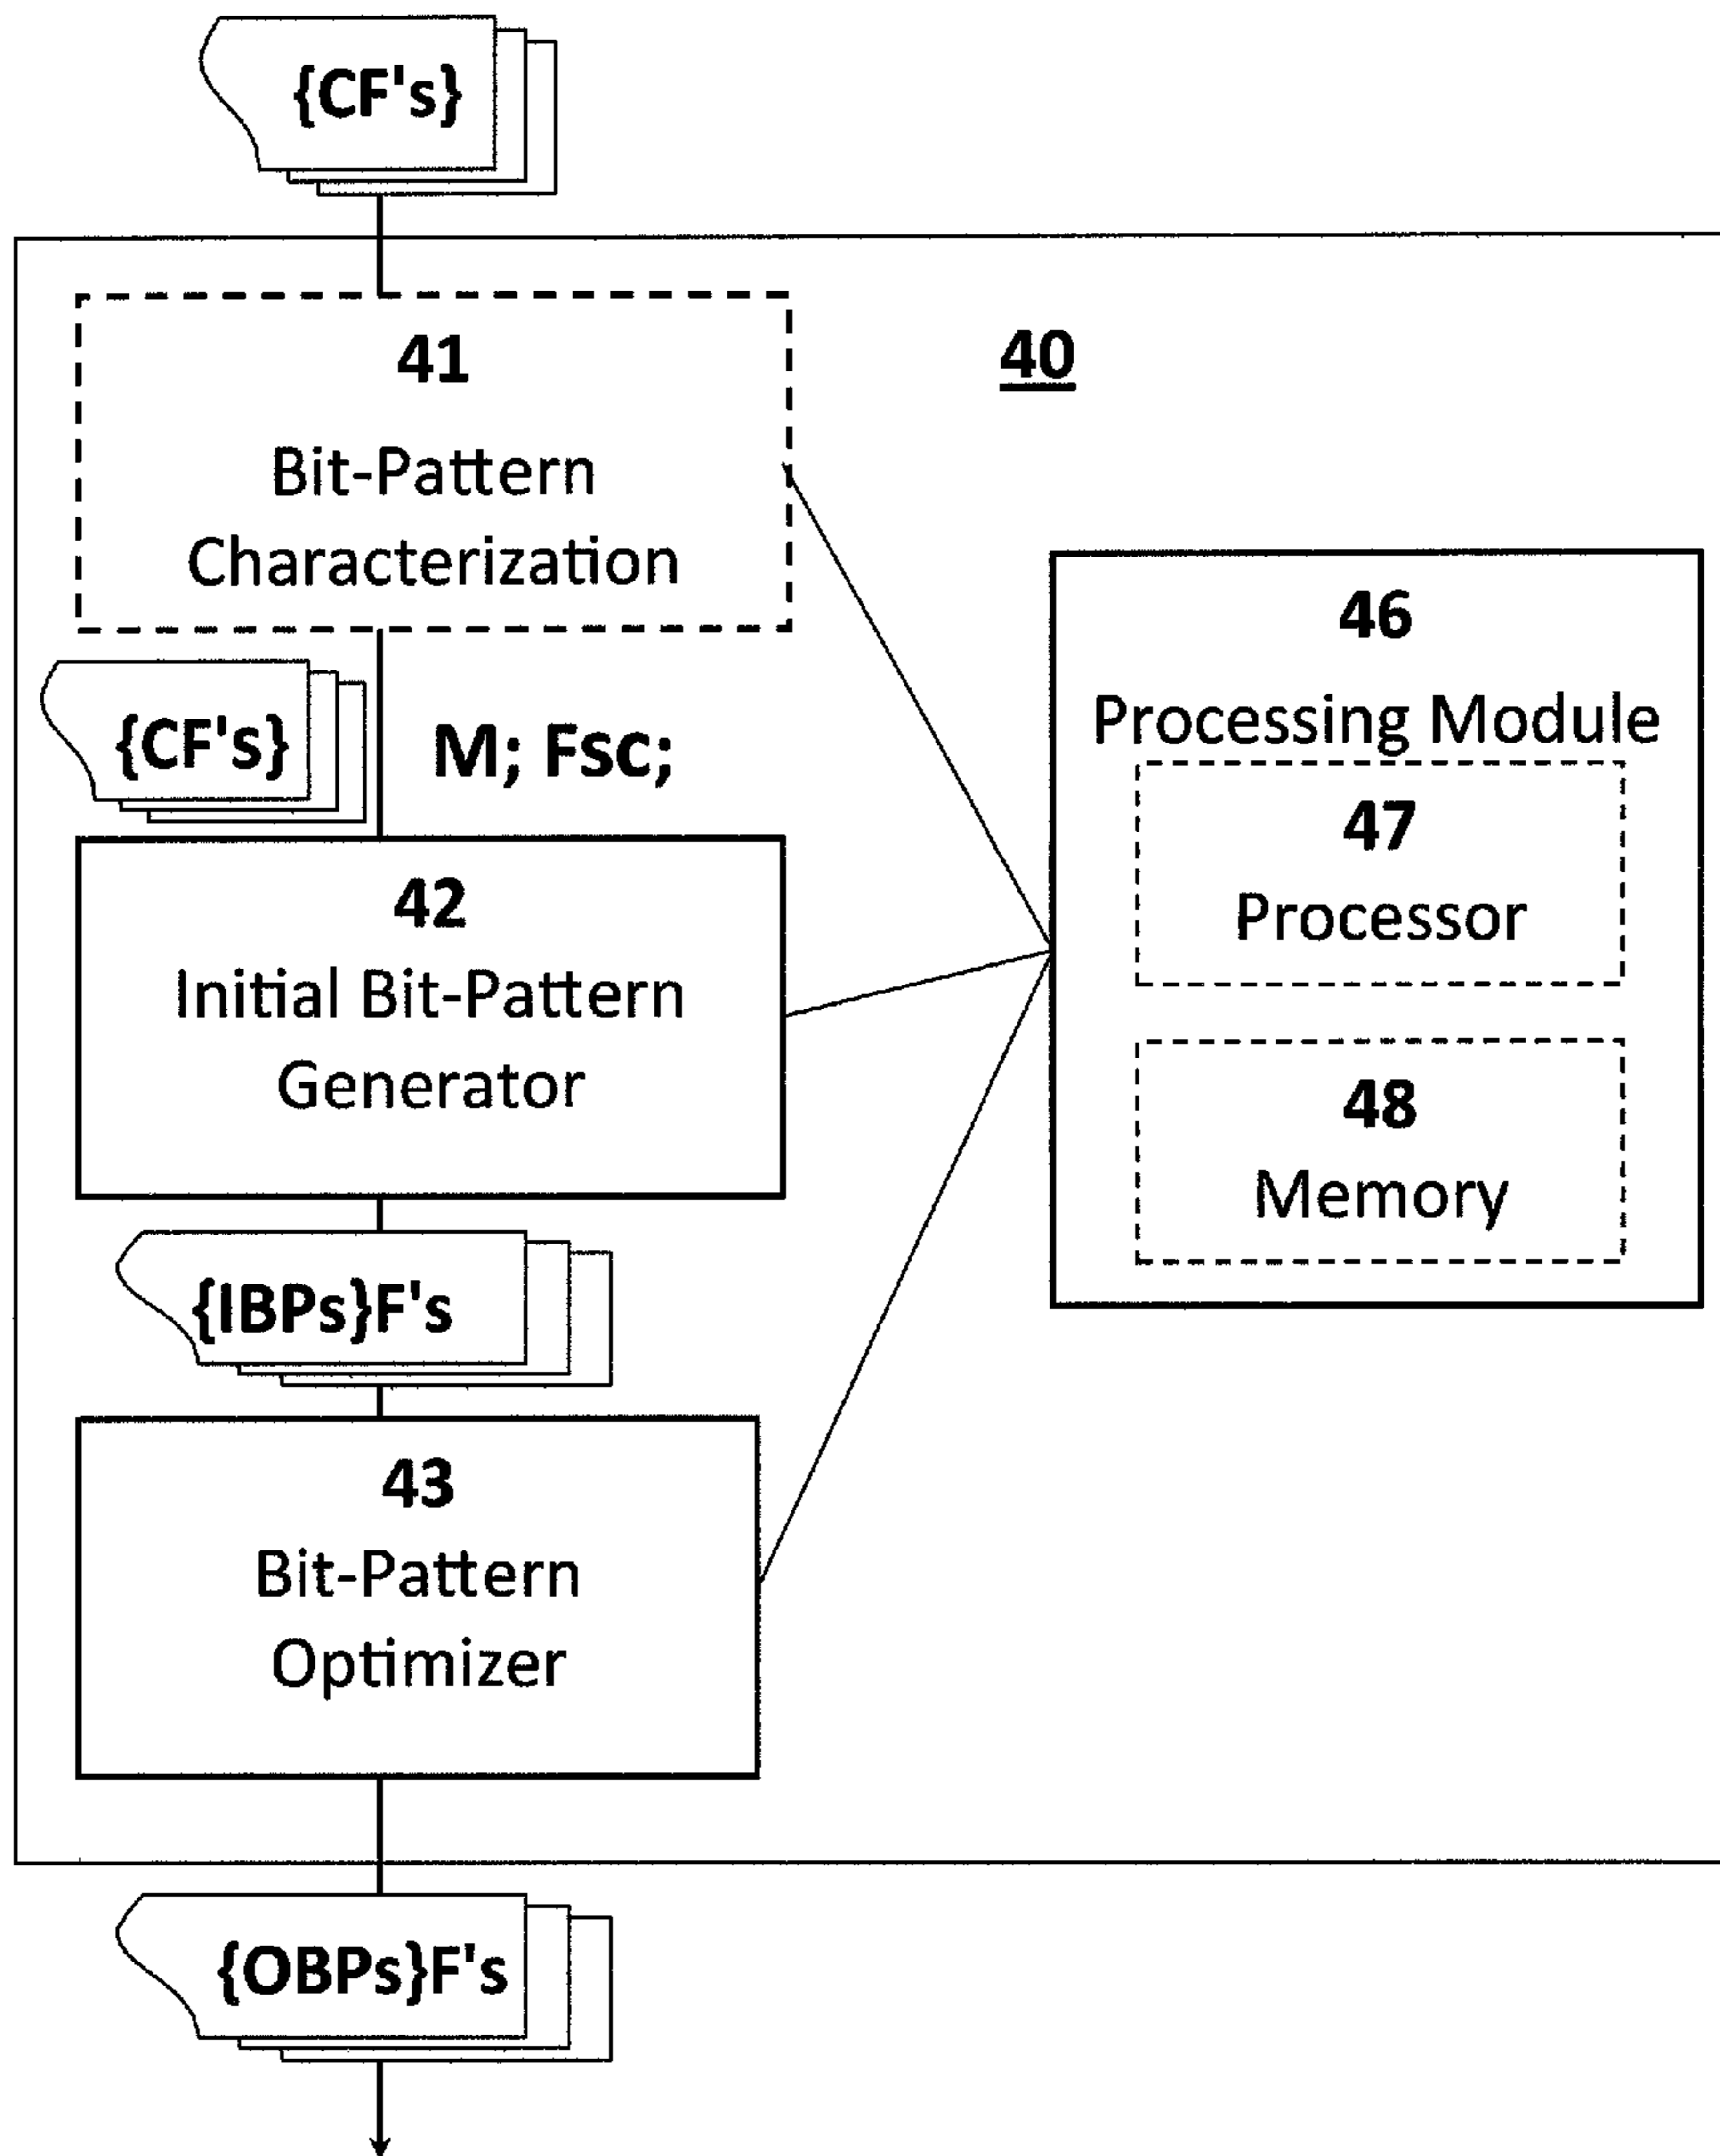 {CF's}
41
Bit-Pattern
Characterization
40
{CF's}
M; Fsc;
42
Initial Bit-Pattern
Generator
{IBPs}F's
43
Bit-Pattern
Optimizer
{OBPs}F's
46
Processing Module
47
Processor
48
Memory